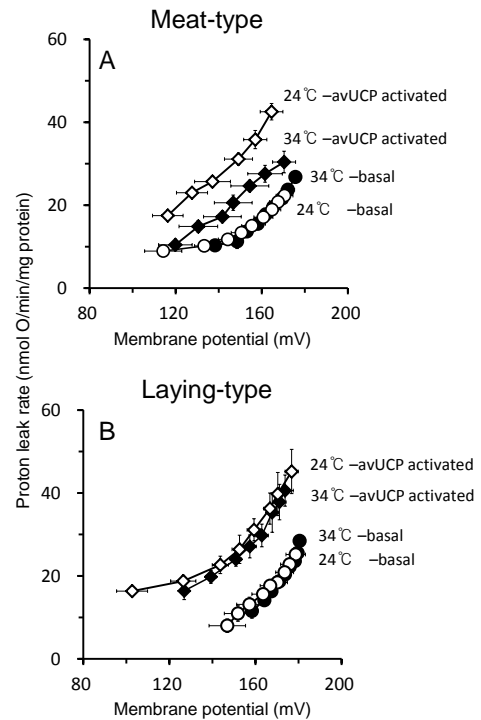 Meat-type
A
60
40
20
0
24℃ –avUCP activated
34℃ –avUCP activated
34℃ –basal
24℃ –basal
80 120 160 200
Membrane potential (mV)
Proton leak rate (nmol O/min/mg protein)
Laying-type
B
60
40
20
0
24℃ –avUCP activated
34℃ –avUCP activated
34℃ –basal
24℃ –basal
80 120 160 200
Membrane potential (mV)